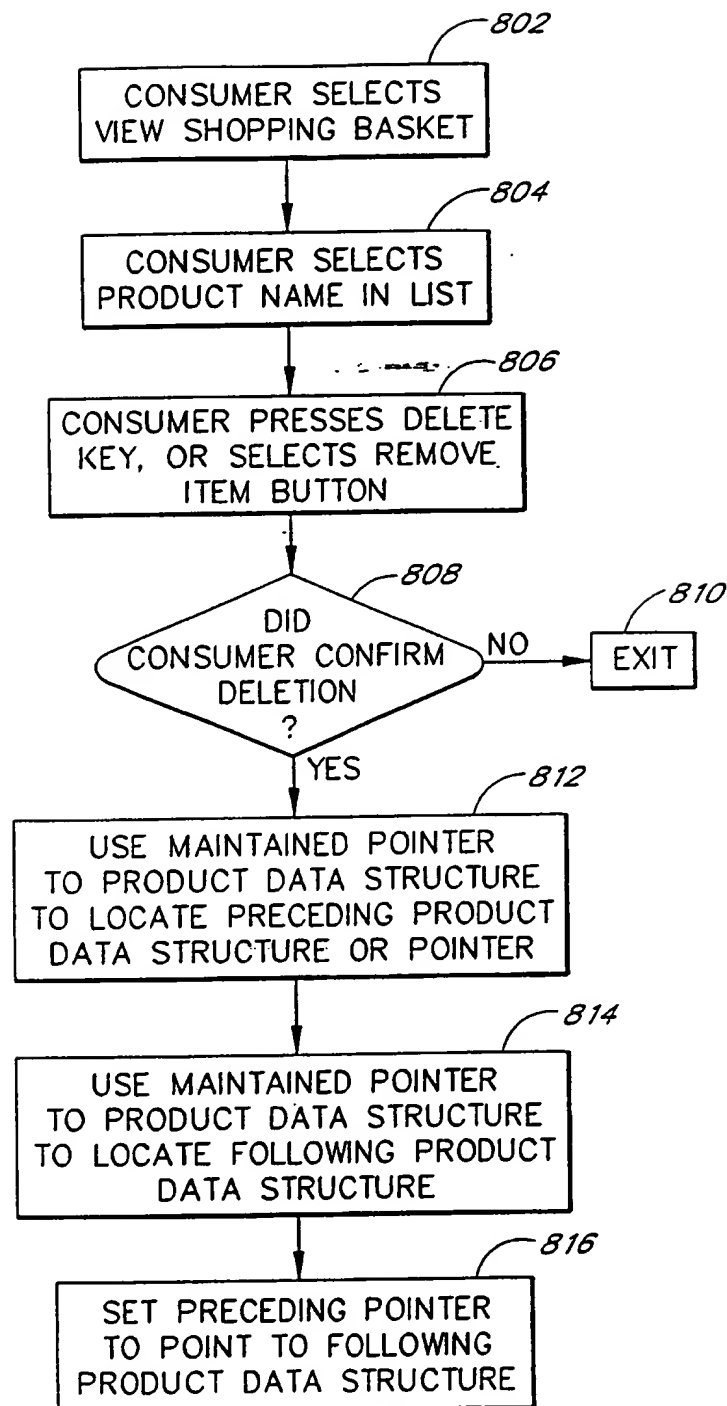 802
CONSUMER SELECTS
VIEW SHOPPING BASKET
804
CONSUMER SELECTS
PRODUCT NAME IN LIST
806
CONSUMER PRESSES DELETE
KEY, OR SELECTS REMOVE
ITEM BUTTON
808
DID
CONSUMER CONFIRM
DELETION
?
NO
810
EXIT
YES
812
USE MAINTAINED POINTER
TO PRODUCT DATA STRUCTURE
TO LOCATE PRECEDING PRODUCT
DATA STRUCTURE OR POINTER
814
USE MAINTAINED POINTER
TO PRODUCT DATA STRUCTURE
TO LOCATE FOLLOWING PRODUCT
DATA STRUCTURE
816
SET PRECEDING POINTER
TO POINT TO FOLLOWING
PRODUCT DATA STRUCTURE